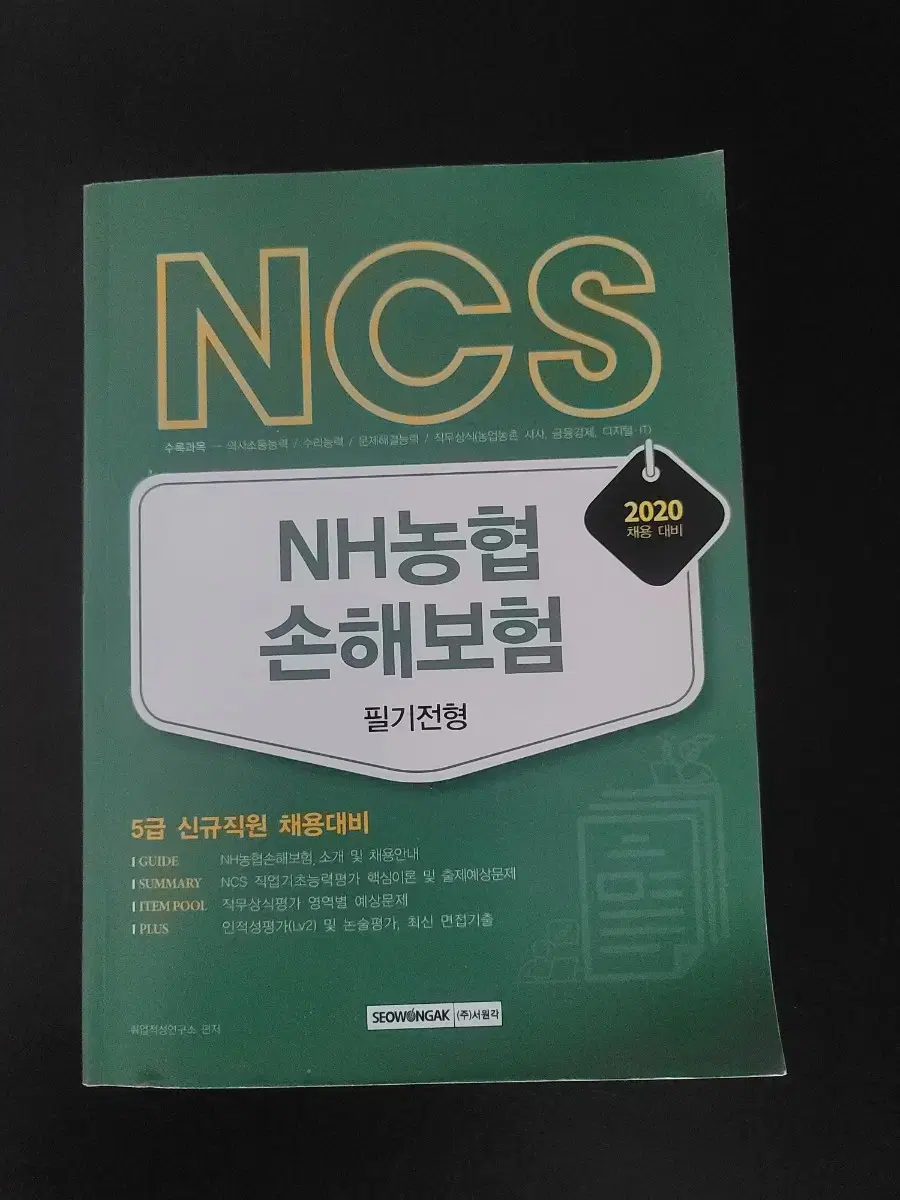 NCS
수록과목 — 의사소통능력 / 수리능력 / 문제해결능력 / 직무상식(농업농촌 시사, 금융경제, 디지털·IT)
2020
채용 대비
NH농협
손해보험
필기전형
5급 신규직원 채용대비
GUIDE NH농협손해보험 소개 및 채용안내
SUMMARY NCS 직업기초능력평가 핵심이론 및 출제예상문제
ITEM POOL 직무상식평가 영역별 예상문제
PLUS 인적성평가(Lv2) 및 논술평가, 최신 면접기출
취업적성연구소 편저
SEOWONGAK (주)서원각